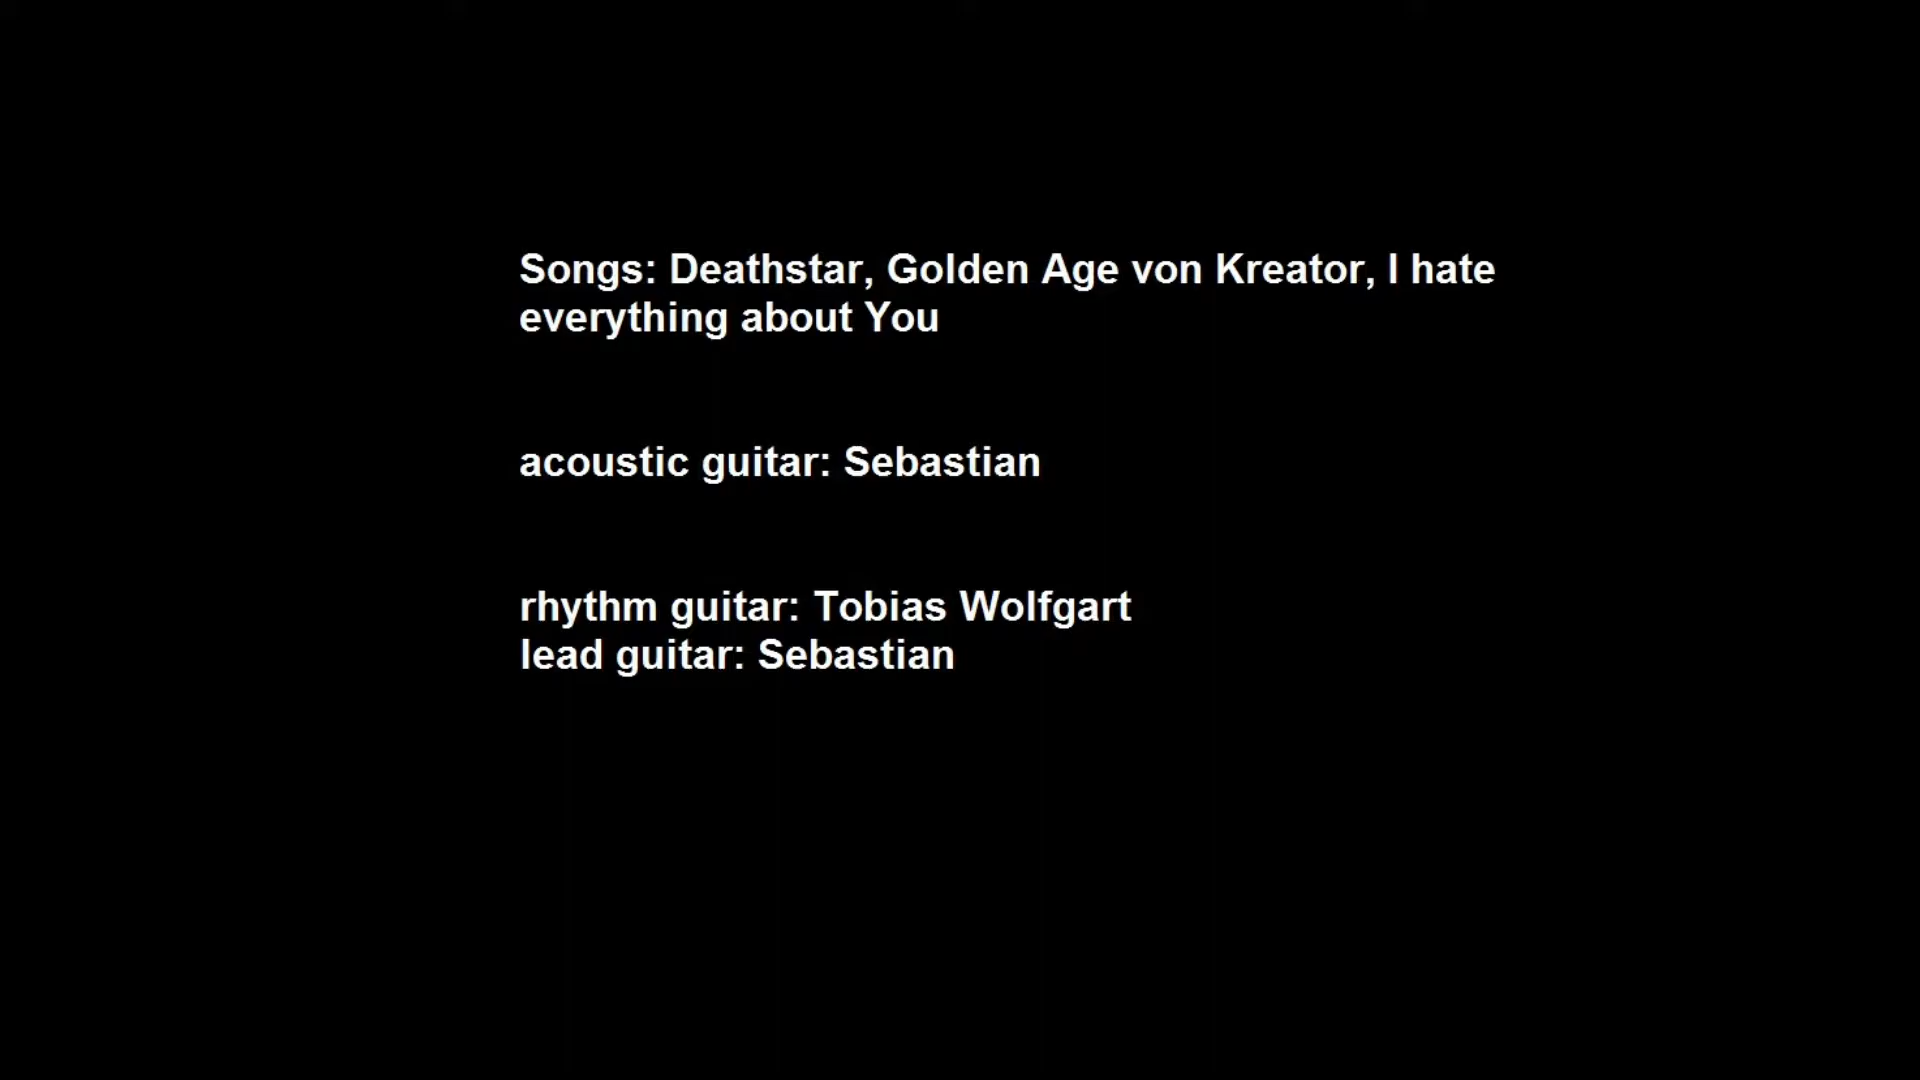 Songs: Deathstar, Golden Age von Kreator, I hate
everything about You
acoustic guitar: Sebastian
rhythm guitar: Tobias Wolfgart
lead guitar: Sebastian